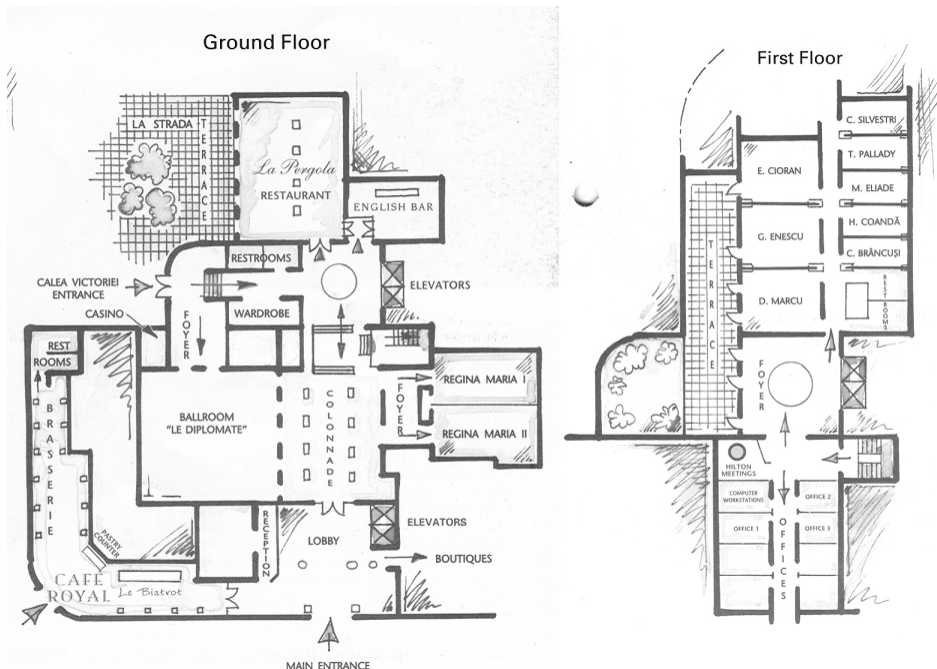 Ground Floor
First Floor
LA STRADA
TERRACE
La Pergola
RESTAURANT
ENGLISH BAR
RESTROOMS
CALEA VICTORIEI
ENTRANCE
ELEVATORS
CASINO
WARDROBE
FOYER
REST
ROOMS
BRASSERIE
BALLROOM
"LE DIPLOMATE"
COLONNADE
FOYER
REGINA MARIA I
REGINA MARIA II
PASTRY
COUNTER
RECEPTION
LOBBY
ELEVATORS
BOUTIQUES
CAFÉ
ROYAL
Le Bistrot
MAIN ENTRANCE
C. SILVESTRI
T. PALLADY
E. CIORAN
M. ELIADE
H. COANDĂ
G. ENESCU
C. BRÂNCUȘI
TERRACE
D. MARCU
REST
ROOMS
FOYER
HILTON
MEETINGS
COMPUTER
WORKSTATIONS
OFFICE 2
OFFICE 1
OFFICE 3
OFFICES